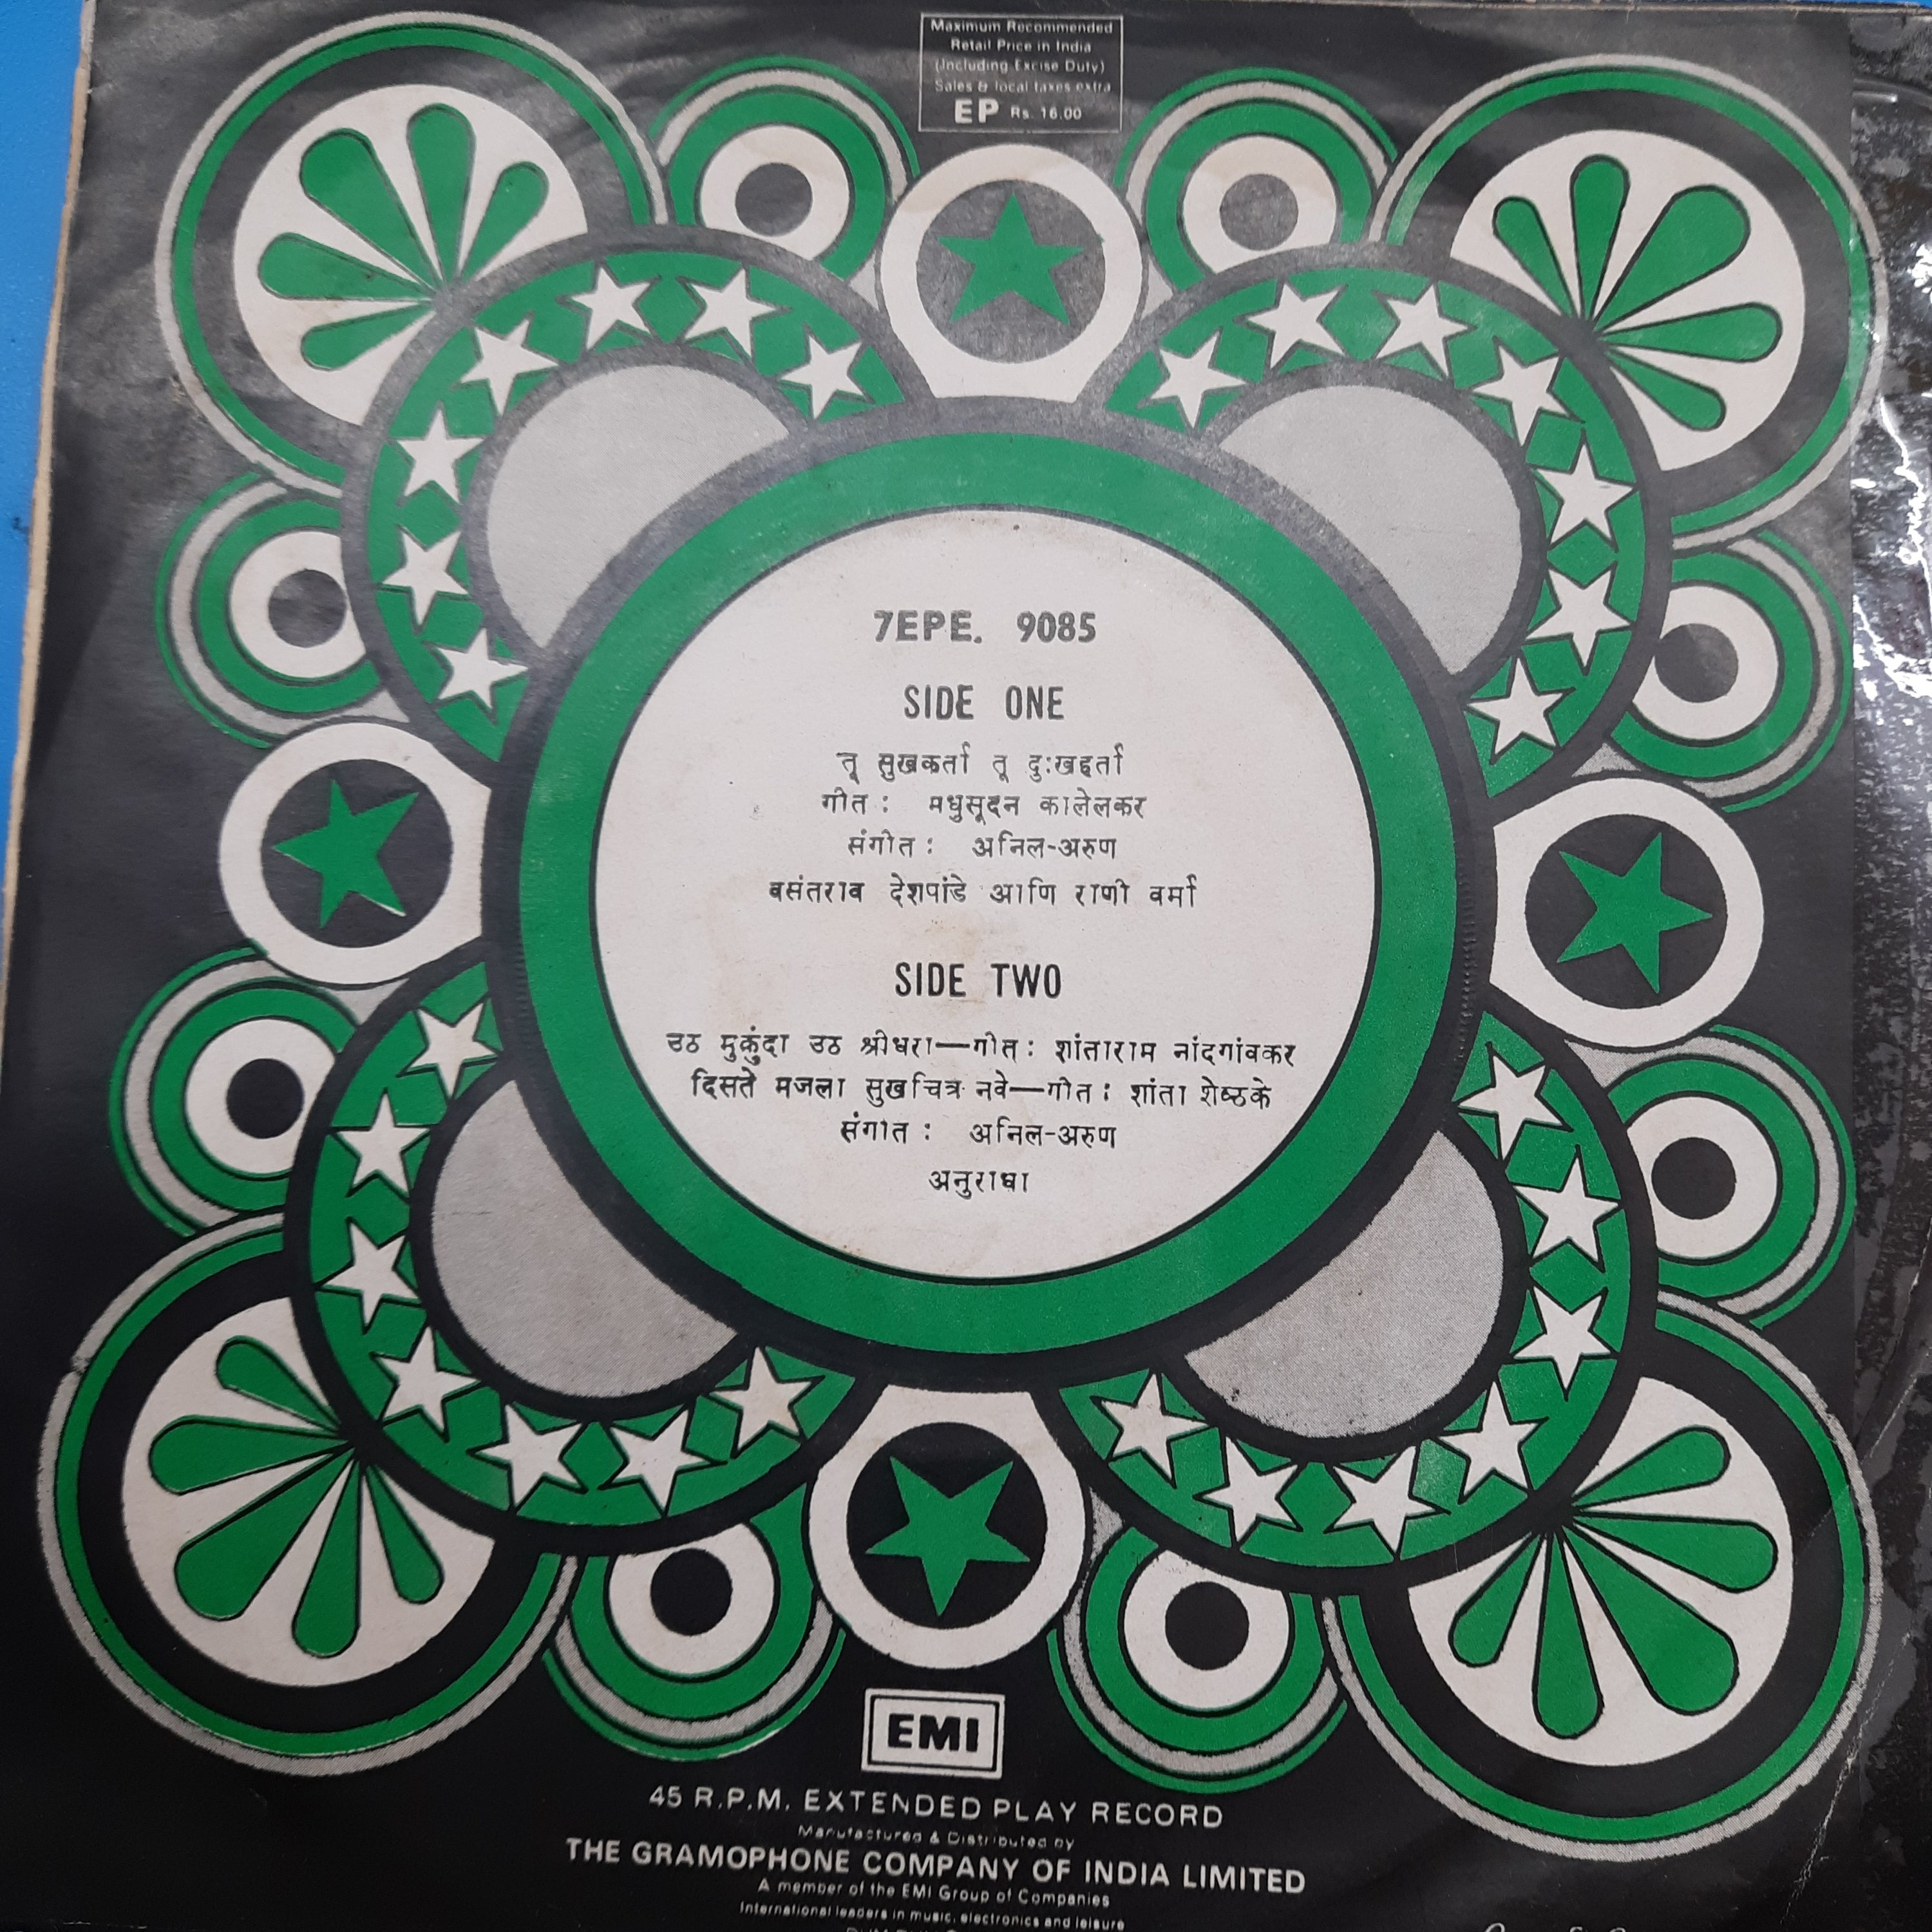 Maximum Recommended
Retail Price in India
(Including Excise Duty)
Sales & local taxes extra
EP Rs. 16.00
7EPE. 9085
SIDE ONE
तू सुखकर्ता तू दुःखहर्ता
गीत : मधुसूदन कालेलकर
संगीत : अनिल-अरुण
वसंतराव देशपांडे आणि राणी वर्मा
SIDE TWO
उठ मुकुंदा उठ श्रीधरा—गीत : शांताराम नांदगांवकर
दिसते मजला सुखचित्र नवे—गीत : शांता शेळके
संगीत : अनिल-अरुण
अनुराधा
EMI
45 R.P.M. EXTENDED PLAY RECORD
Manufactured & Distributed by
THE GRAMOPHONE COMPANY OF INDIA LIMITED
A member of the EMI Group of Companies
International leaders in music, electronics and leisure